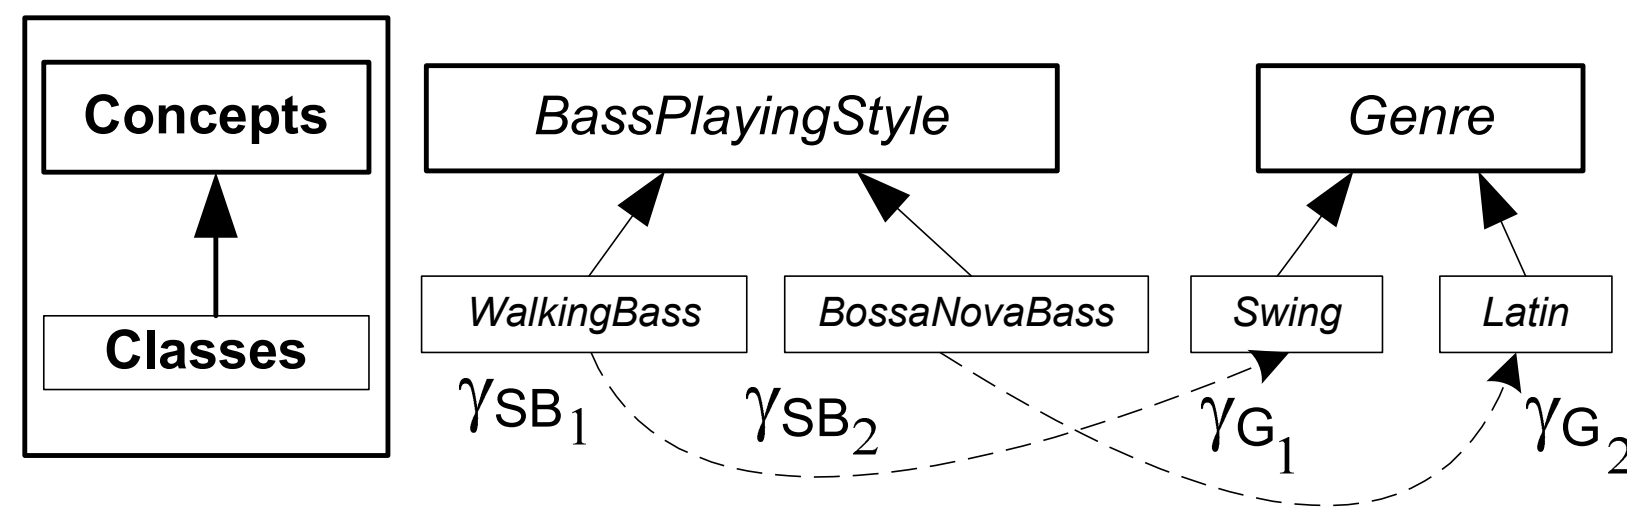 Concepts
BassPlayingStyle
Genre
WalkingBass
BossaNovaBass
Swing
Latin
Classes
γSB1
γSB2
γG1
γG2